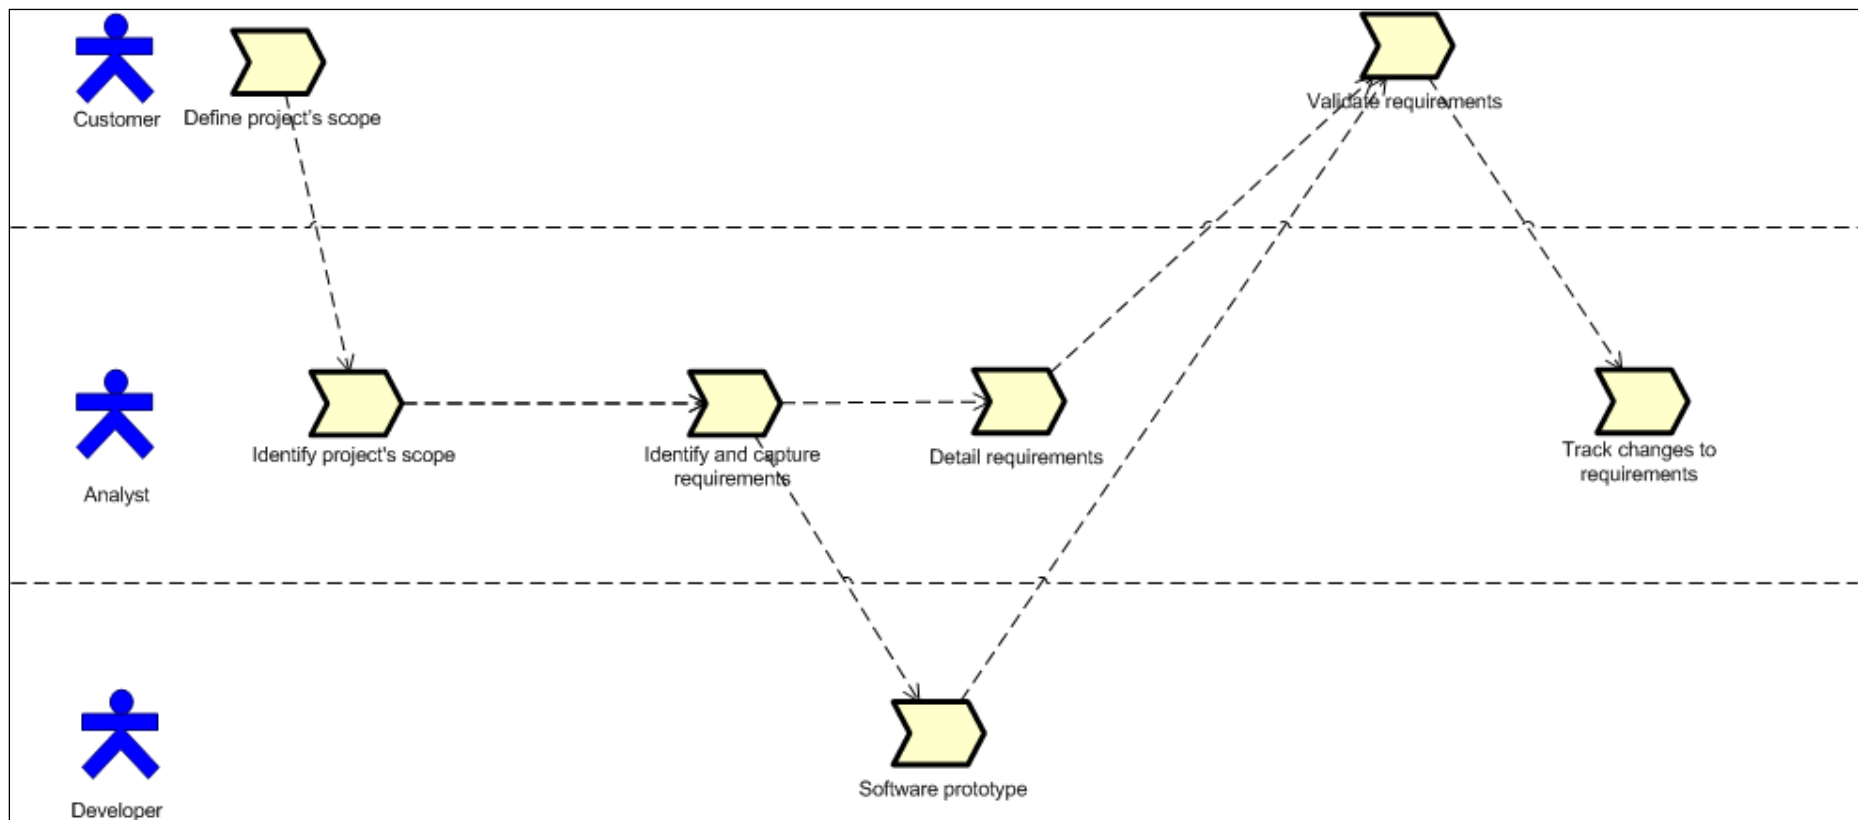 Customer
Define project's scope
Validate requirements
Analyst
Identify project's scope
Identify and capture
requirements
Detail requirements
Track changes to
requirements
Developer
Software prototype